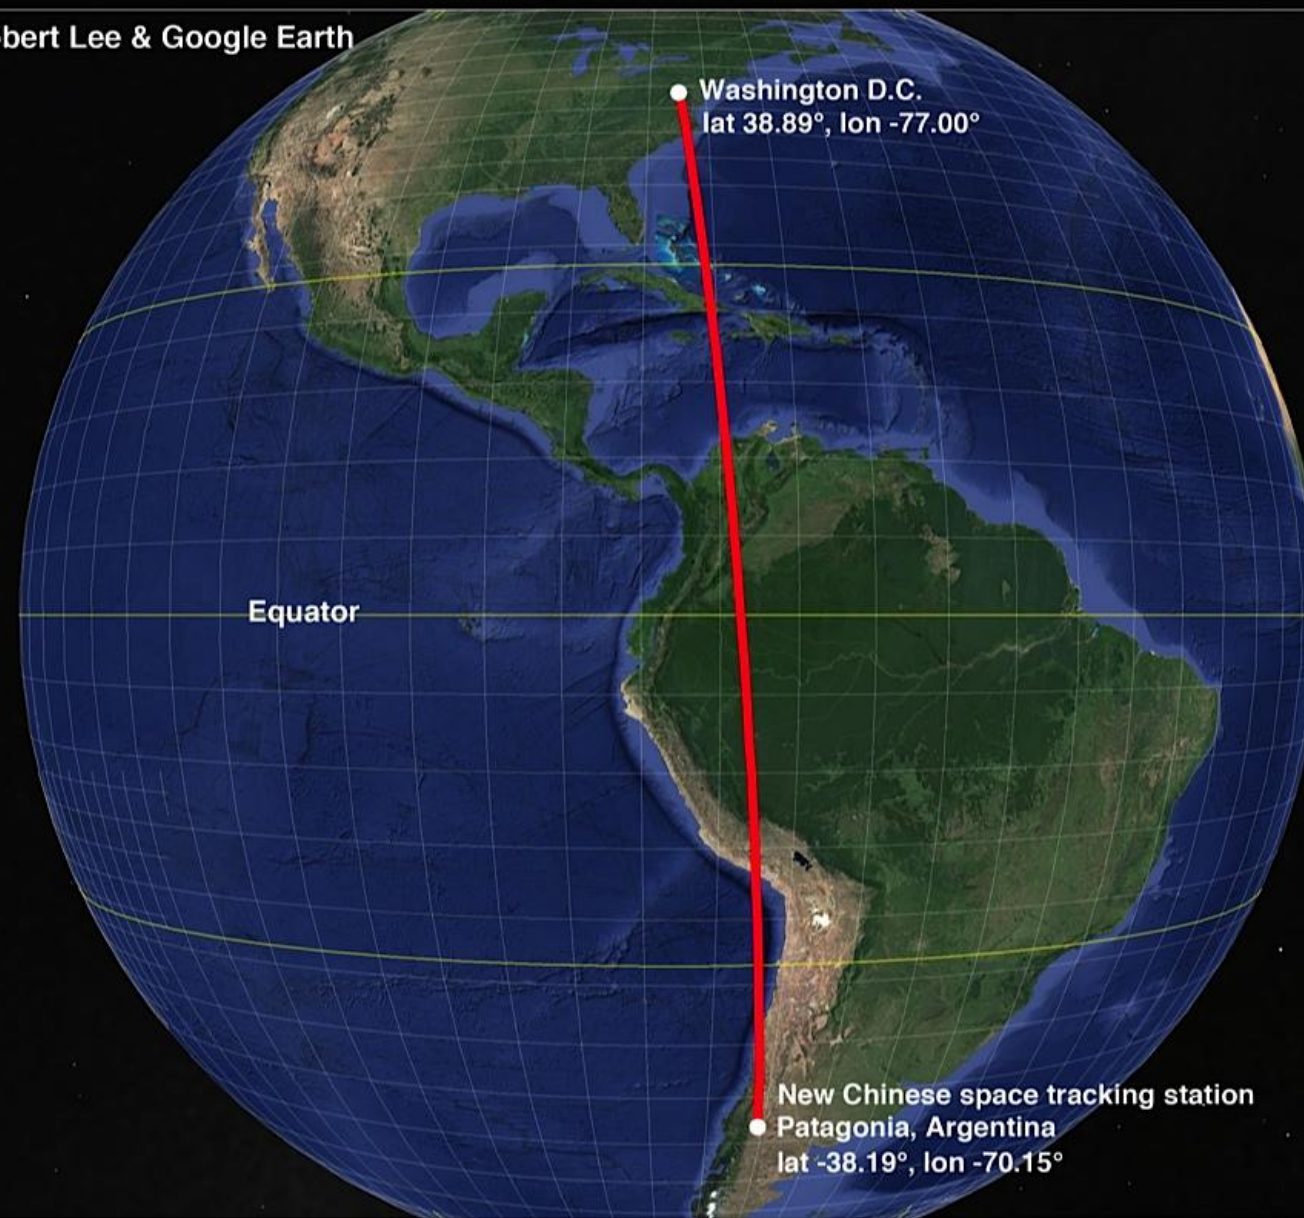 bert Lee & Google Earth
Washington D.C.
lat 38.89°, lon -77.00°
Equator
New Chinese space tracking station
Patagonia, Argentina
lat -38.19°, lon -70.15°